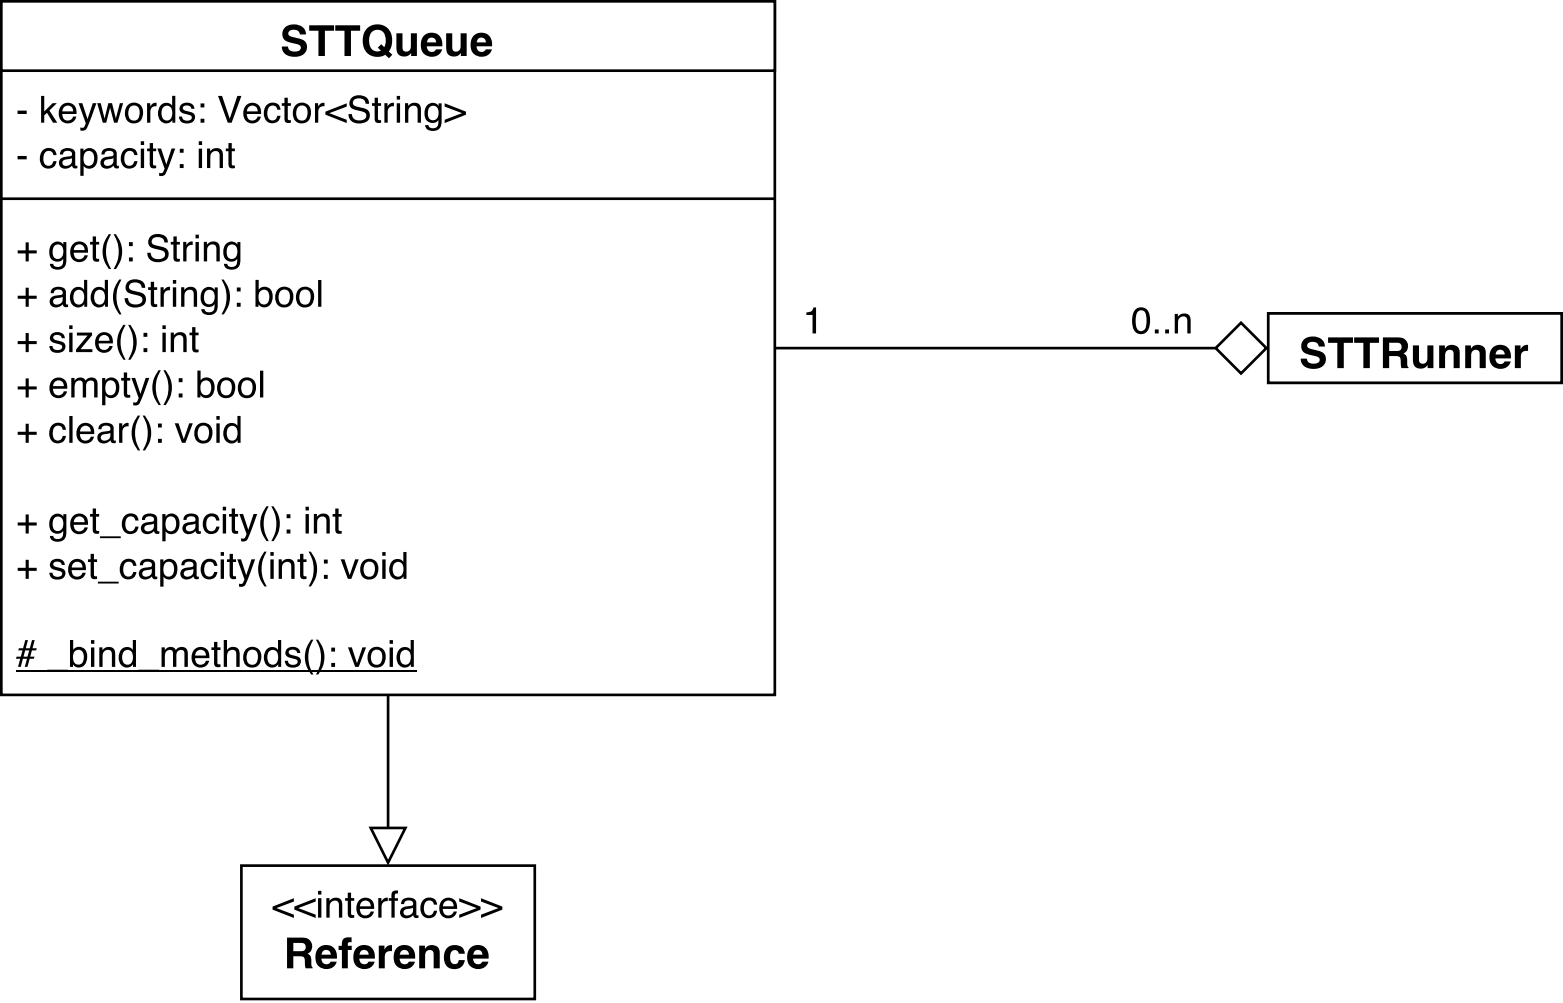 STTQueue
- keywords: Vector<String>
- capacity: int
+ get(): String
+ add(String): bool
+ size(): int
+ empty(): bool
+ clear(): void
+ get_capacity(): int
+ set_capacity(int): void
# _bind_methods(): void
1
0..n
STTRunner
<<interface>>
Reference